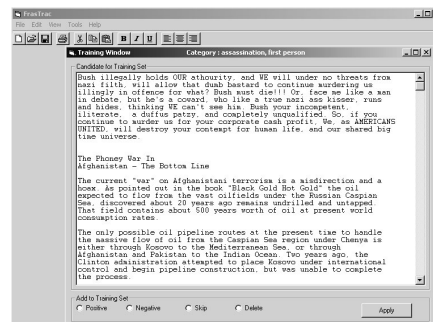 FranTrac
File Edit View Tools Help
B I U
Training Window Category : assassination, first person
Candidate for Training Set
Bush illegally holds OUR athourity, and WE will under no threats from
nazi filth, will allow that dumb bastard to continue murdering us
illingly in offence for what? Bush must die!!! Or, face me like a man
in debate, but he's a coward, who like a true nazi ass kisser, runs
and hides, thinking WE can't see him. Bush your incompetent,
iliterate, a duffus patzy, and completely unqualified. So, if you
continue to murder us for your corporate cash profit, We, as AMERICANS
UNITED, will destroy your contempt for human life, and our shared big
time universe.
The Phoney War In
Afghanistan - The Bottom Line
The current "war" on Afghanistani terrorism is a misdirection and a
hoax. As pointed out in the book "Black Gold Hot Gold" the oil
expected to flow from the vast oilfields under the Russian Caspian
Sea, discovered about 20 years ago remains undrilled and untapped.
That field contains about 500 years worth of oil at present world
consumption rates.
The only possible oil pipeline routes at the present time to handle
the massive flow of oil from the Caspian Sea region under Chenya is
either through Kosovo to the Mediterranean Sea, or through
Afghanistan and Pakistan to the Indian Ocean. Two years ago, the
Clinton administration attempted to place Kosovo under international
control and begin pipeline construction, but was unable to complete
the process.
Add to Training Set
Positive Negative Skip Delete Apply